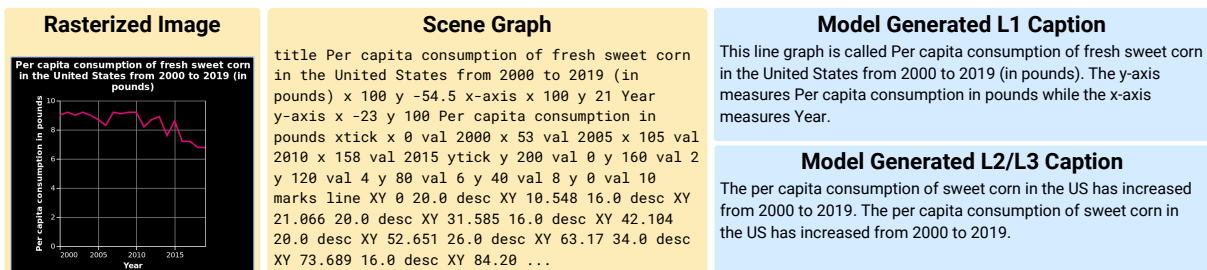 Rasterized Image
Per capita consumption of fresh sweet corn
in the United States from 2000 to 2019 (in
pounds)
Per capita consumption in pounds
10
8
6
4
2
0
2000 2005 2010 2015
Year
Scene Graph
title Per capita consumption of fresh sweet corn
in the United States from 2000 to 2019 (in
pounds) x 100 y -54.5 x-axis x 100 y 21 Year
y-axis x -23 y 100 Per capita consumption in
pounds xtick x 0 val 2000 x 53 val 2005 x 105 val
2010 x 158 val 2015 ytick y 200 val 0 y 160 val 2
y 120 val 4 y 80 val 6 y 40 val 8 y 0 val 10
marks line XY 0 20.0 desc XY 10.548 16.0 desc XY
21.066 20.0 desc XY 31.585 16.0 desc XY 42.104
20.0 desc XY 52.651 26.0 desc XY 63.17 34.0 desc
XY 73.689 16.0 desc XY 84.20 ...
Model Generated L1 Caption
This line graph is called Per capita consumption of fresh sweet corn
in the United States from 2000 to 2019 (in pounds). The y-axis
measures Per capita consumption in pounds while the x-axis
measures Year.
Model Generated L2/L3 Caption
The per capita consumption of sweet corn in the US has increased
from 2000 to 2019. The per capita consumption of sweet corn in
the US has increased from 2000 to 2019.